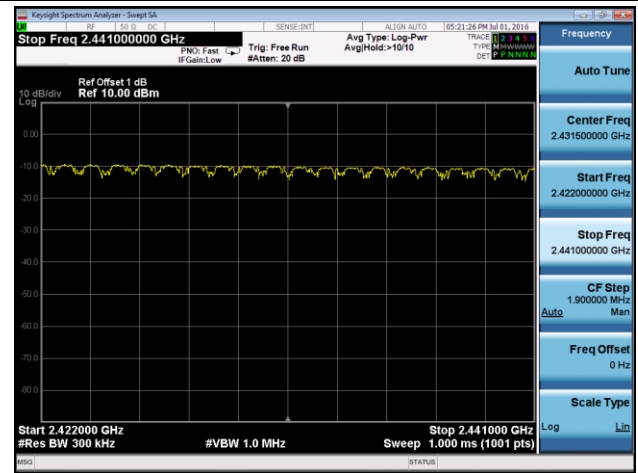 Keysight Spectrum Analyzer - Swept SA
RF 50 Ω DC SENSE:INT ALIGN AUTO 05:21:26 PM Jul 01, 2016
Stop Freq 2.441000000 GHz
PNO: Fast
IFGain:Low
Trig: Free Run
#Atten: 20 dB
Avg Type: Log-Pwr
Avg|Hold:>10/10
TRACE 1 2 3 4 5 6
TYPE M
DET P P N N N N
Ref Offset 1 dB
10 dB/div Ref 10.00 dBm
Log
0.00
-10.0
-20.0
-30.0
-40.0
-50.0
-60.0
-70.0
-80.0
Start 2.422000 GHz Stop 2.441000 GHz
#Res BW 300 kHz #VBW 1.0 MHz Sweep 1.000 ms (1001 pts)
MSG STATUS
Frequency
Auto Tune
Center Freq
2.431500000 GHz
Start Freq
2.422000000 GHz
Stop Freq
2.441000000 GHz
CF Step
1.900000 MHz
Auto Man
Freq Offset
0 Hz
Scale Type
Log Lin